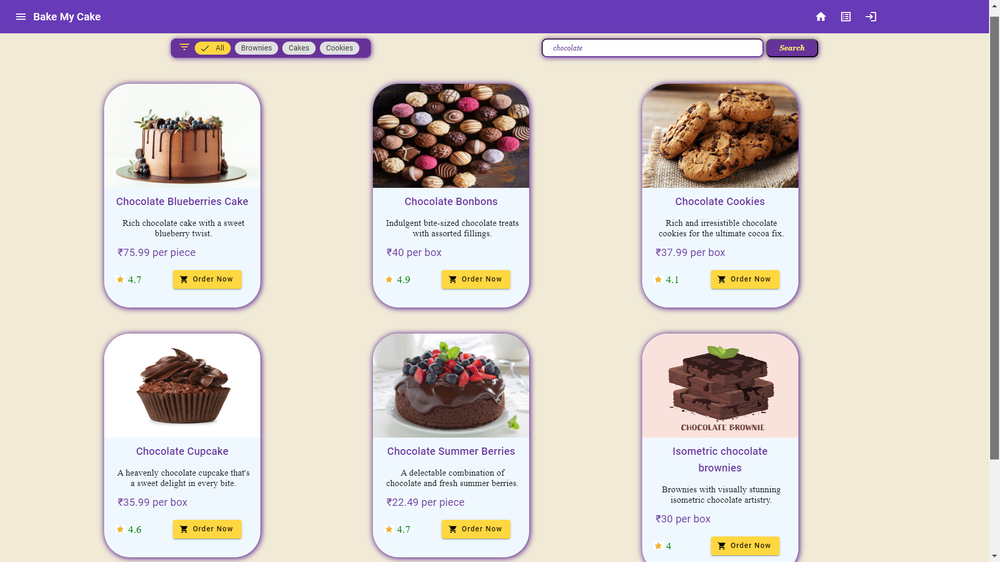 Bake My Cake
All
Brownies
Cakes
Cookies
chocolate
Search
Chocolate Blueberries Cake
Rich chocolate cake with a sweet
blueberry twist.
₹75.99 per piece
4.7
Order Now
Chocolate Bonbons
Indulgent bite-sized chocolate treats
with assorted fillings.
₹40 per box
4.9
Order Now
Chocolate Cookies
Rich and irresistible chocolate
cookies for the ultimate cocoa fix.
₹37.99 per box
4.1
Order Now
Chocolate Cupcake
A heavenly chocolate cupcake that's
a sweet delight in every bite.
₹35.99 per box
4.6
Order Now
Chocolate Summer Berries
A delectable combination of
chocolate and fresh summer berries.
₹22.49 per piece
4.7
Order Now
CHOCOLATE BROWNIE
Isometric chocolate
brownies
Brownies with visually stunning
isometric chocolate artistry.
₹30 per box
4
Order Now